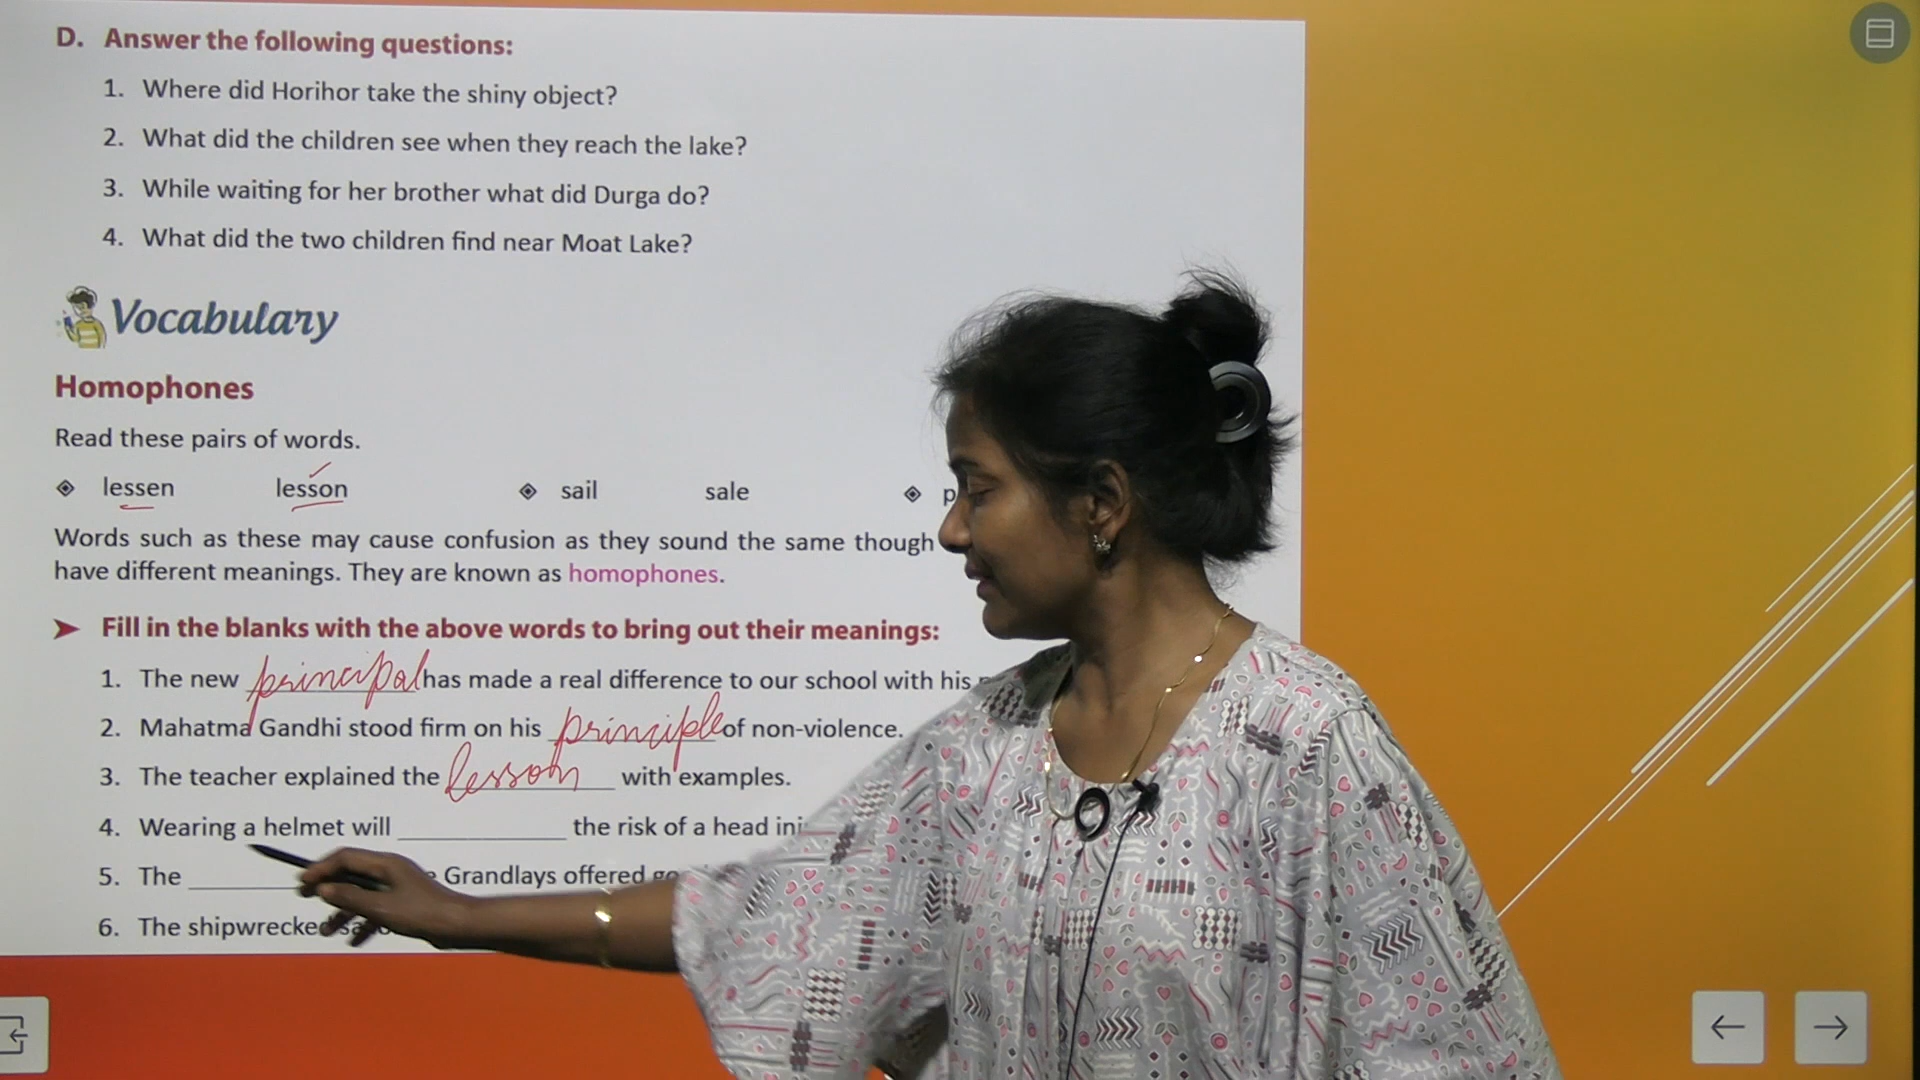 D. Answer the following questions:
1. Where did Horihor take the shiny object?
2. What did the children see when they reach the lake?
3. While waiting for her brother what did Durga do?
4. What did the two children find near Moat Lake?
Vocabulary
Homophones
Read these pairs of words.
lessen lesson sail sale
Words such as these may cause confusion as they sound the same though
have different meanings. They are known as homophones.
Fill in the blanks with the above words to bring out their meanings:
1. The new principal has made a real difference to our school with his
2. Mahatma Gandhi stood firm on his principle of non-violence.
3. The teacher explained the lesson with examples.
4. Wearing a helmet will the risk of a head
5. The Grandlays offered
6. The shipwrecked